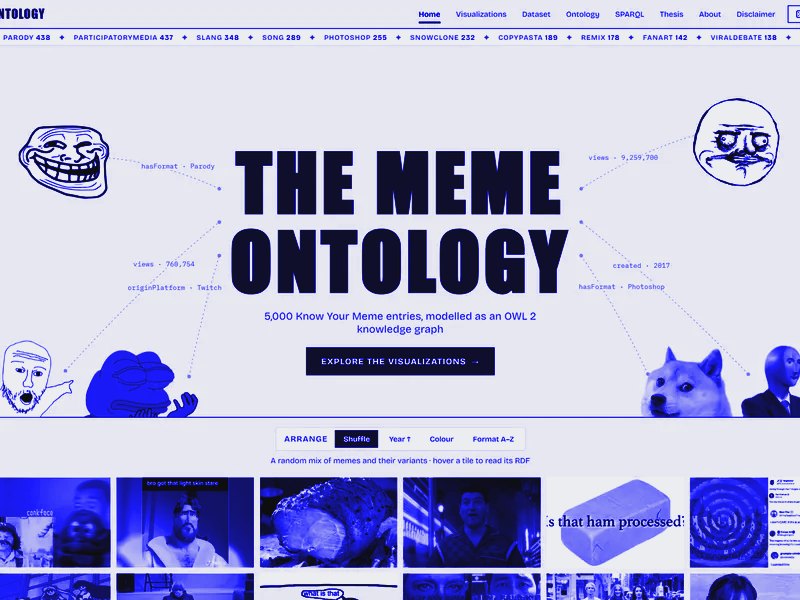 NTOLOGY
Home Visualizations Dataset Ontology SPARQL Thesis About Disclaimer
PARODY 438 ✦ PARTICIPATORYMEDIA 437 ✦ SLANG 348 ✦ SONG 289 ✦ PHOTOSHOP 255 ✦ SNOWCLONE 232 ✦ COPYPASTA 189 ✦ REMIX 178 ✦ FANART 142 ✦ VIRALDEBATE 138 ✦
hasFormat · Parody
views · 9,259,700
THE MEME
ONTOLOGY
views · 760,754
created · 2017
originPlatform · Twitch
hasFormat · Photoshop
5,000 Know Your Meme entries, modelled as an OWL 2
knowledge graph
EXPLORE THE VISUALIZATIONS →
ARRANGE Shuffle Year ↑ Colour Format A–Z
A random mix of memes and their variants · hover a tile to read its RDF
bro got that light skin stare
conkface
is that ham processed?
what is that